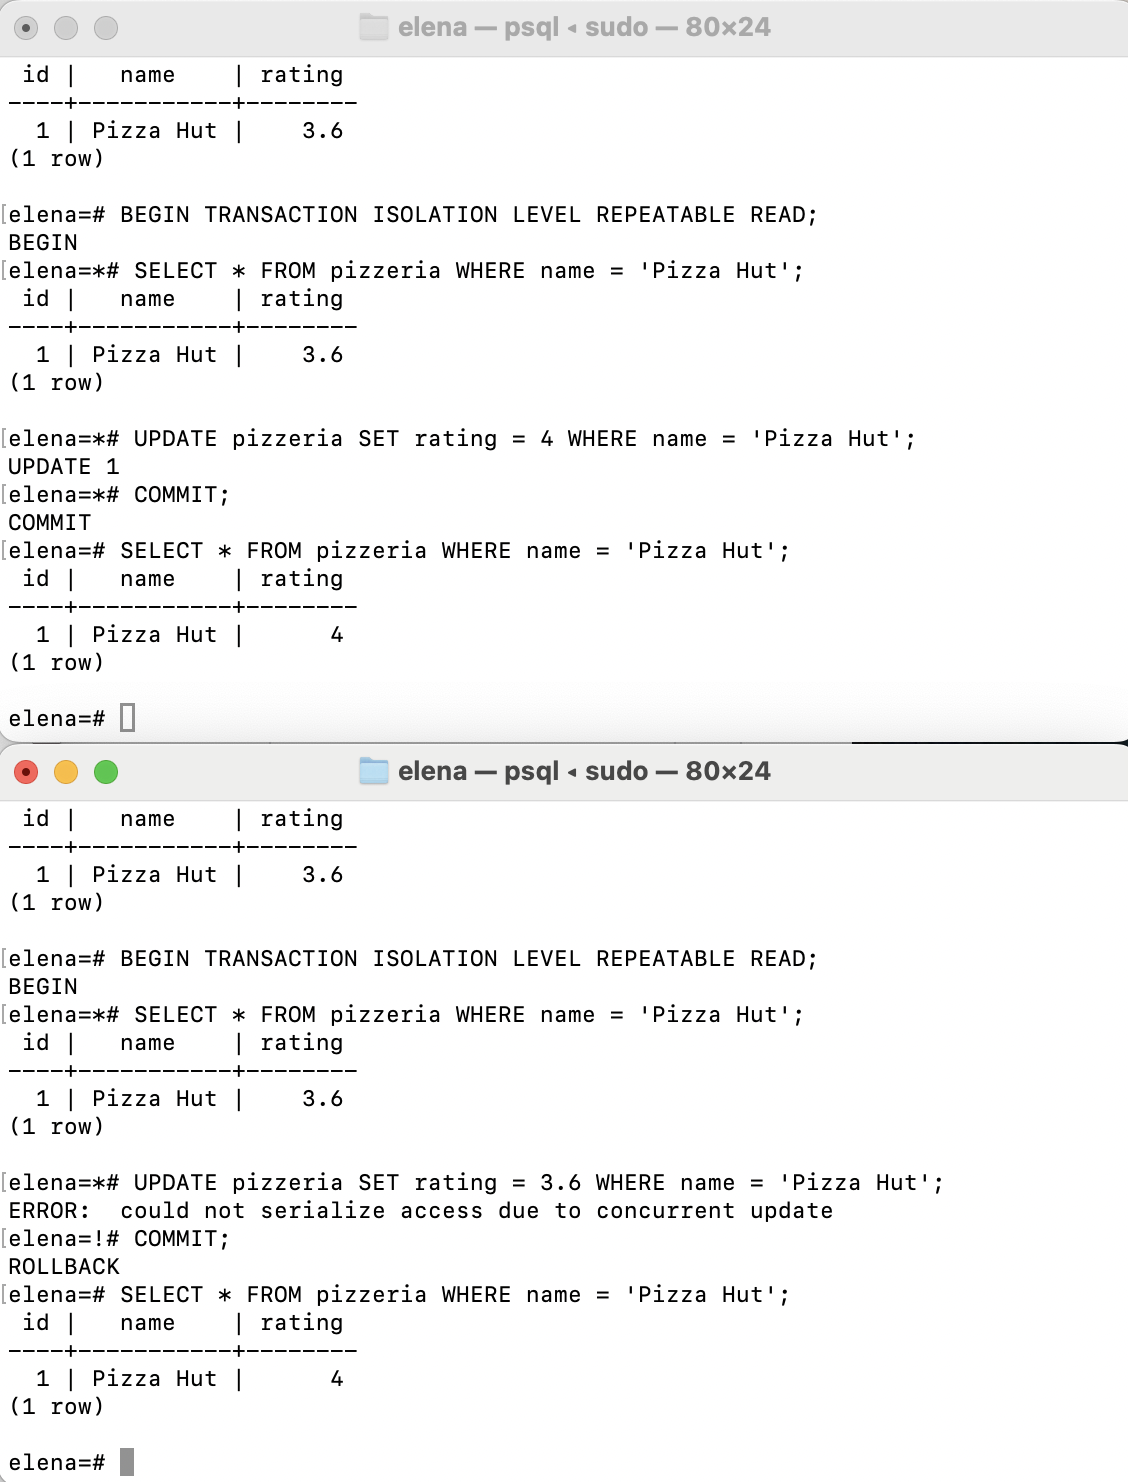 elena — psql ◂ sudo — 80×24
 id |   name    | rating
----+-----------+--------
  1 | Pizza Hut |    3.6
(1 row)

[elena=# BEGIN TRANSACTION ISOLATION LEVEL REPEATABLE READ;
BEGIN
[elena=*# SELECT * FROM pizzeria WHERE name = 'Pizza Hut';
 id |   name    | rating
----+-----------+--------
  1 | Pizza Hut |    3.6
(1 row)

[elena=*# UPDATE pizzeria SET rating = 4 WHERE name = 'Pizza Hut';
UPDATE 1
[elena=*# COMMIT;
COMMIT
[elena=# SELECT * FROM pizzeria WHERE name = 'Pizza Hut';
 id |   name    | rating
----+-----------+--------
  1 | Pizza Hut |      4
(1 row)

elena=#
elena — psql ◂ sudo — 80×24
 id |   name    | rating
----+-----------+--------
  1 | Pizza Hut |    3.6
(1 row)

[elena=# BEGIN TRANSACTION ISOLATION LEVEL REPEATABLE READ;
BEGIN
[elena=*# SELECT * FROM pizzeria WHERE name = 'Pizza Hut';
 id |   name    | rating
----+-----------+--------
  1 | Pizza Hut |    3.6
(1 row)

[elena=*# UPDATE pizzeria SET rating = 3.6 WHERE name = 'Pizza Hut';
ERROR:  could not serialize access due to concurrent update
[elena=!# COMMIT;
ROLLBACK
[elena=# SELECT * FROM pizzeria WHERE name = 'Pizza Hut';
 id |   name    | rating
----+-----------+--------
  1 | Pizza Hut |      4
(1 row)

elena=#